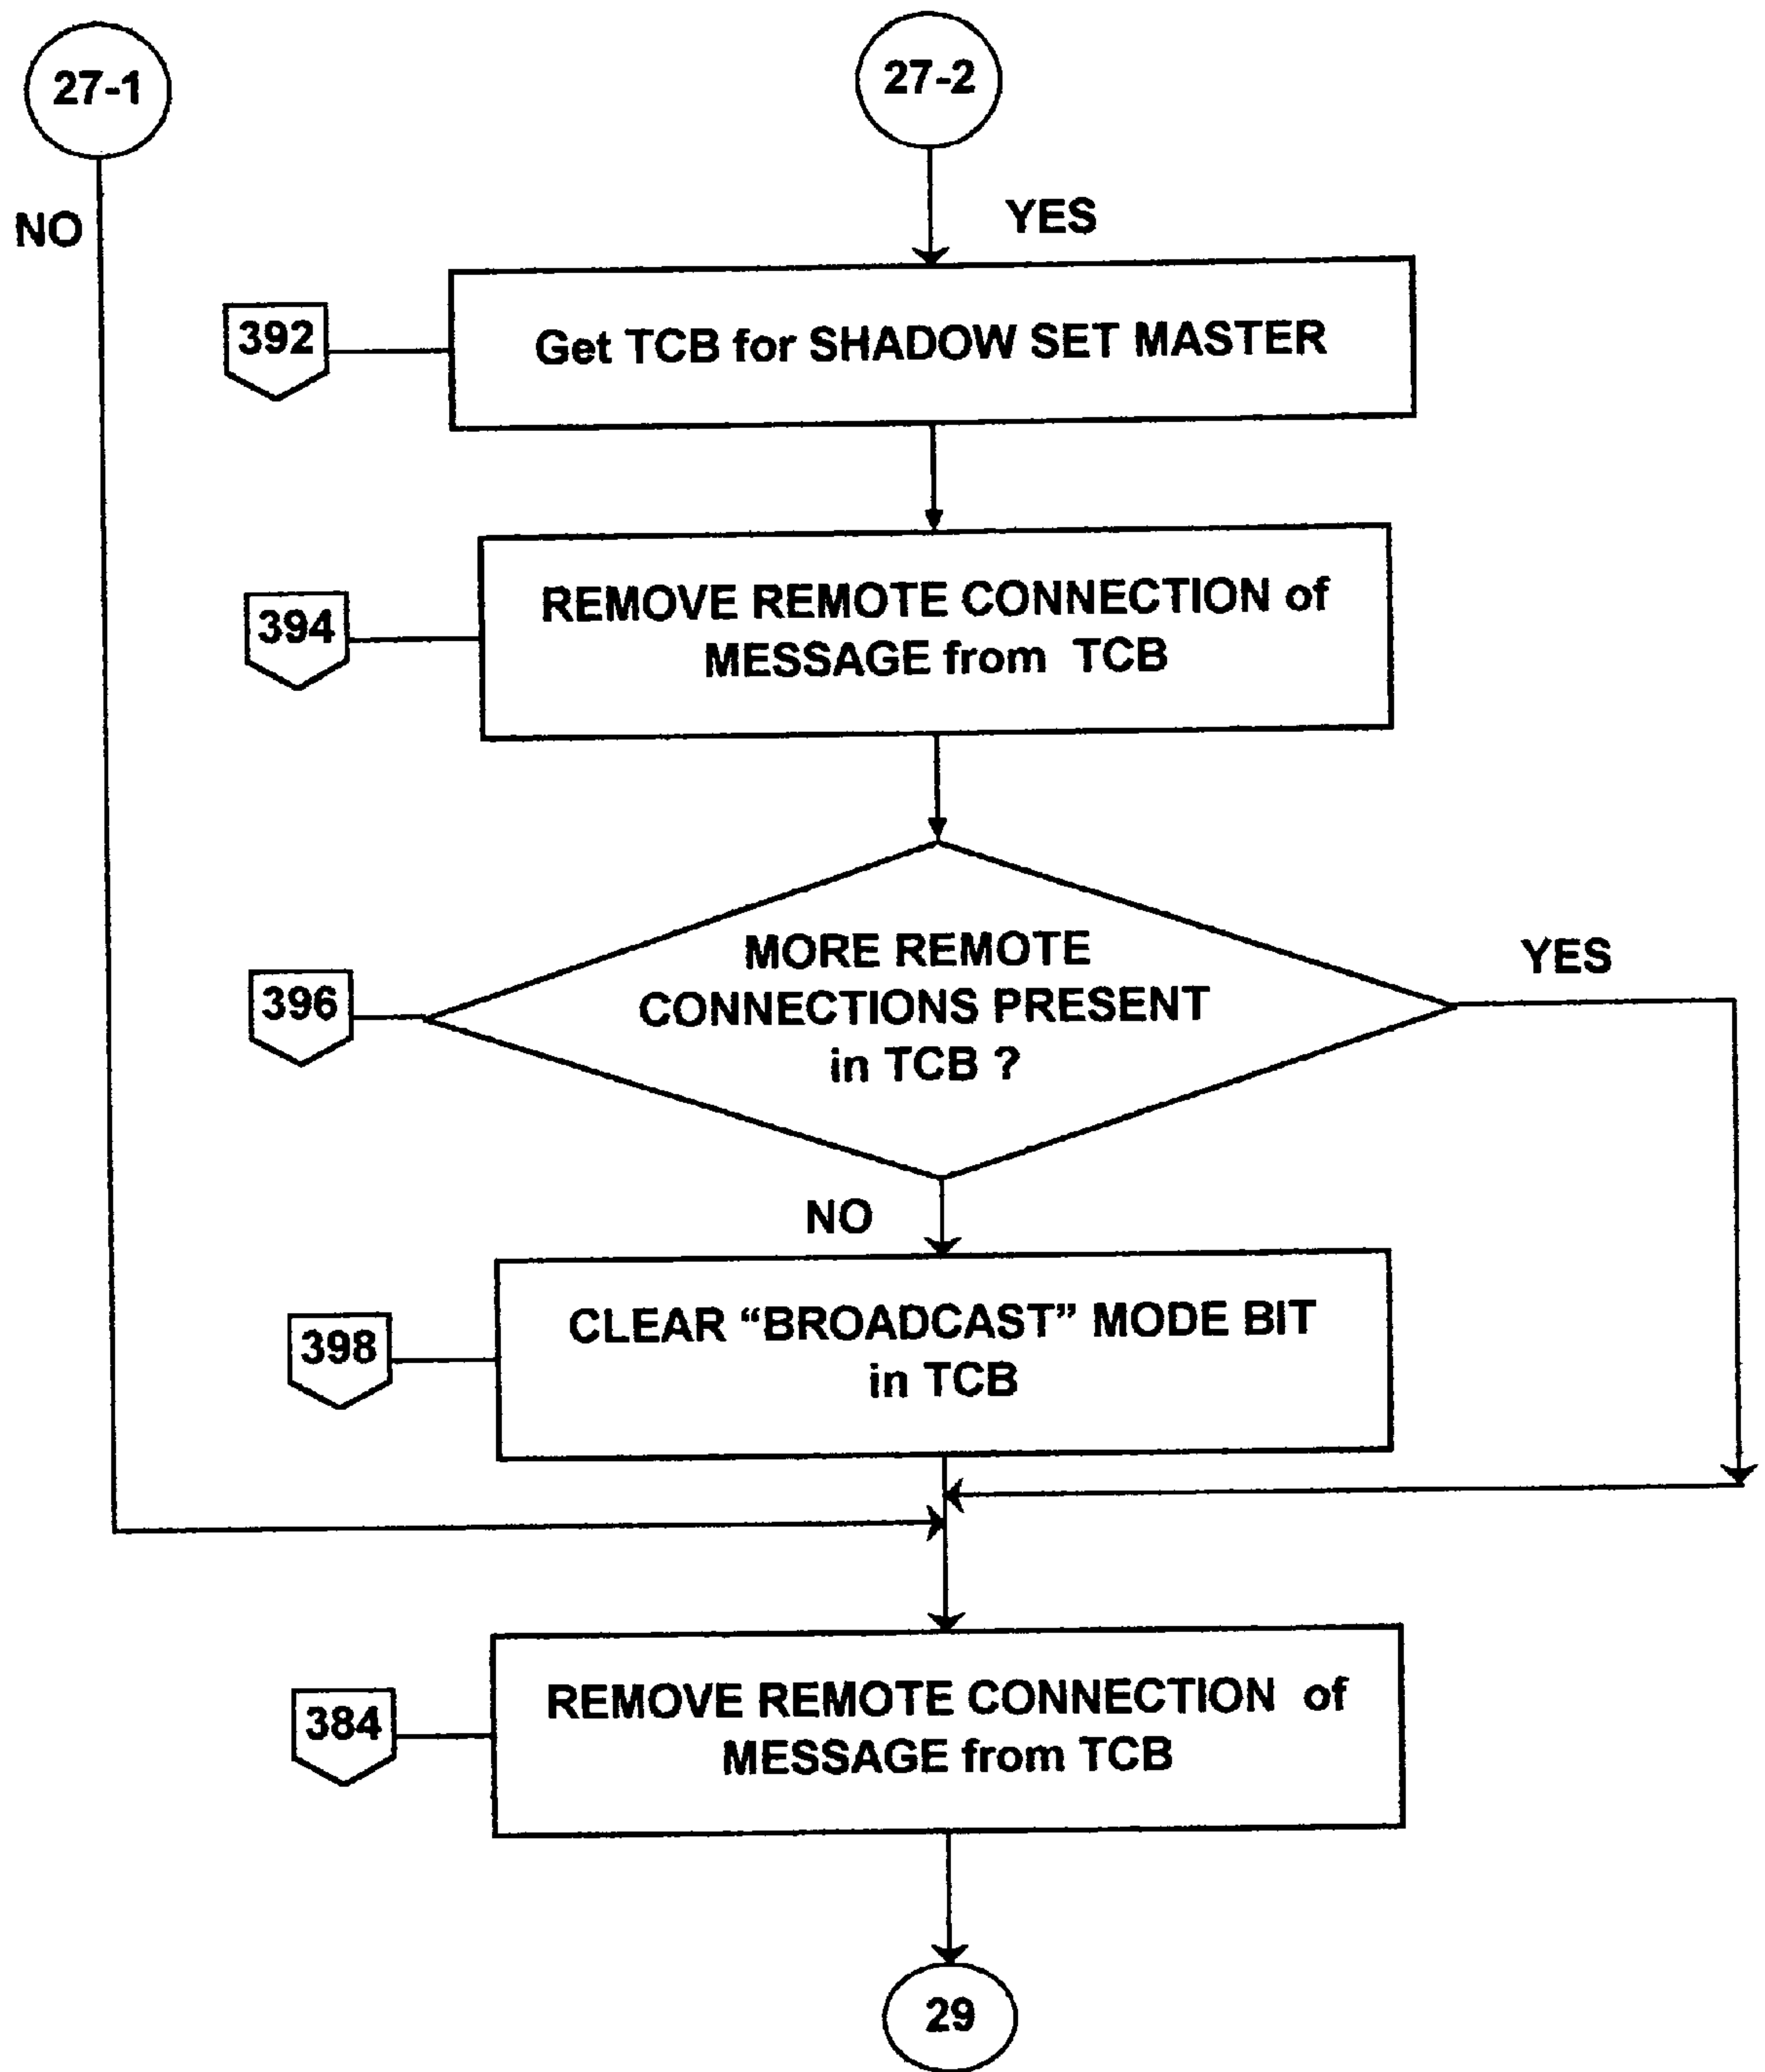 27-1
27-2
NO
YES
392
Get TCB for SHADOW SET MASTER
394
REMOVE REMOTE CONNECTION of
MESSAGE from TCB
396
MORE REMOTE
CONNECTIONS PRESENT
in TCB ?
YES
NO
398
CLEAR “BROADCAST” MODE BIT
in TCB
384
REMOVE REMOTE CONNECTION of
MESSAGE from TCB
29